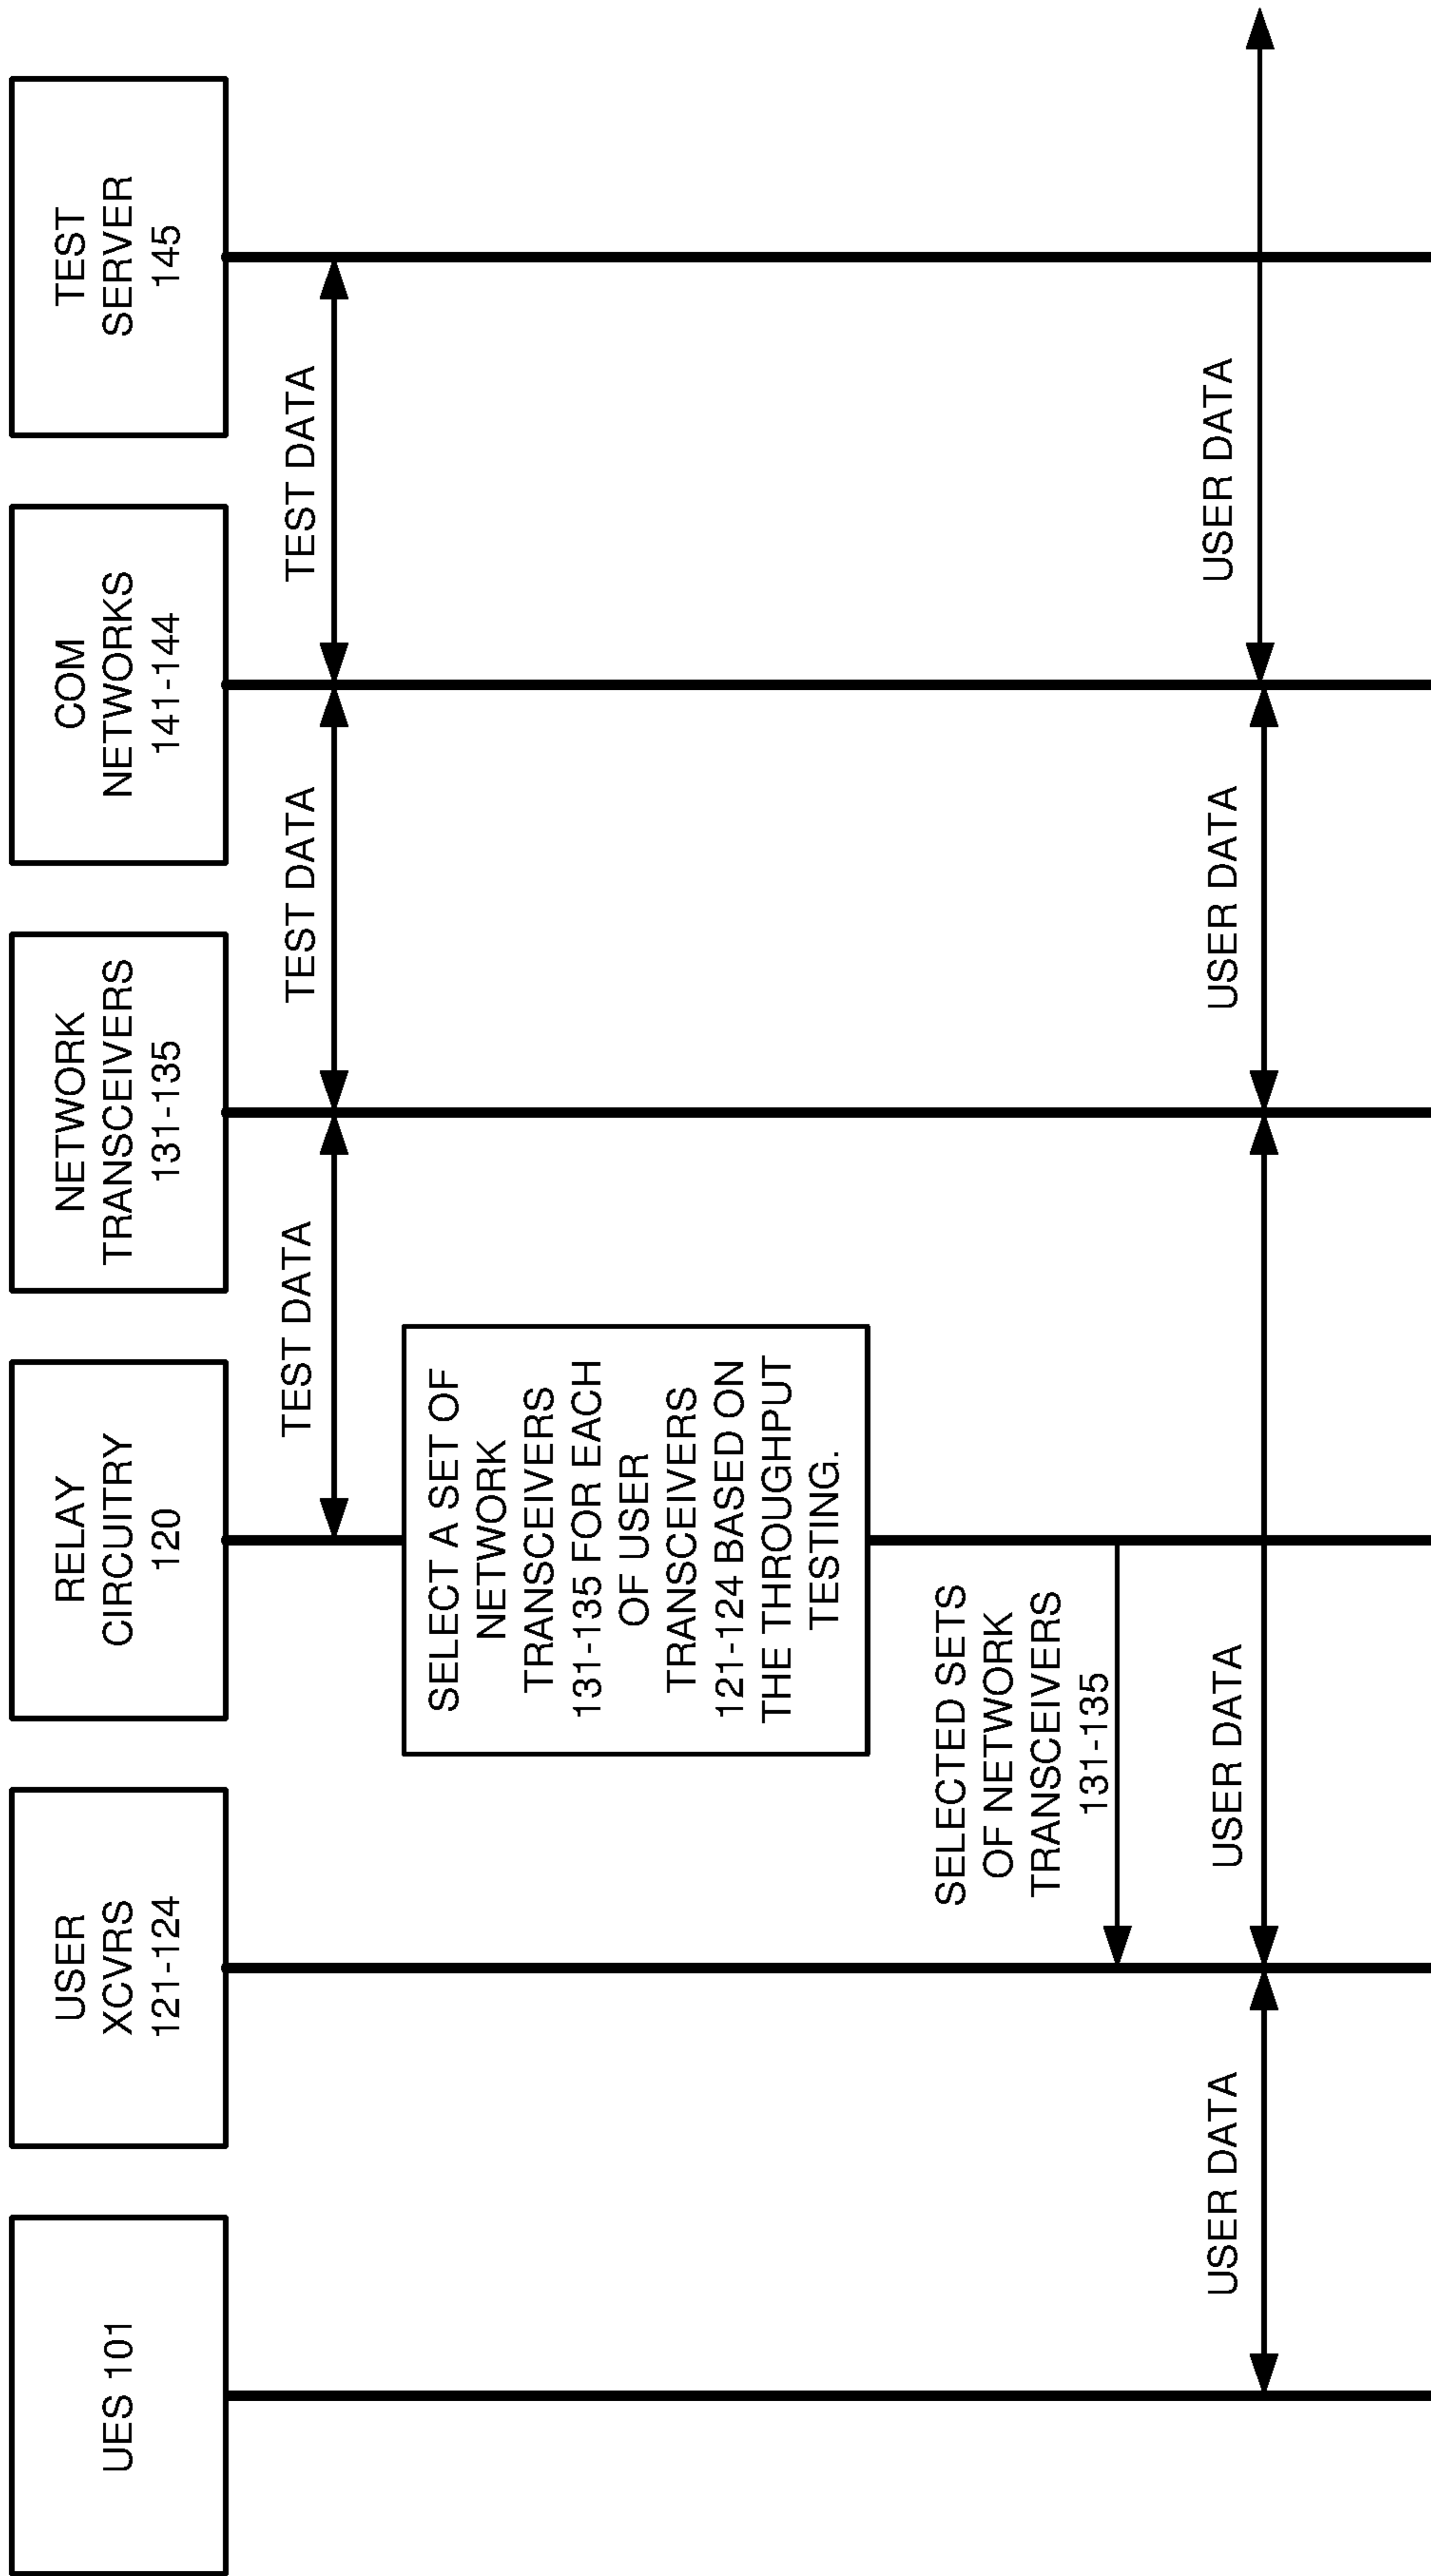 UES 101
USER
XCVRS
121-124
RELAY
CIRCUITRY
120
NETWORK
TRANSCEIVERS
131-135
COM
NETWORKS
141-144
TEST
SERVER
145
TEST DATA
TEST DATA
TEST DATA
SELECT A SET OF
NETWORK
TRANSCEIVERS
131-135 FOR EACH
OF USER
TRANSCEIVERS
121-124 BASED ON
THE THROUGHPUT
TESTING.
SELECTED SETS
OF NETWORK
TRANSCEIVERS
131-135
USER DATA
USER DATA
USER DATA
USER DATA